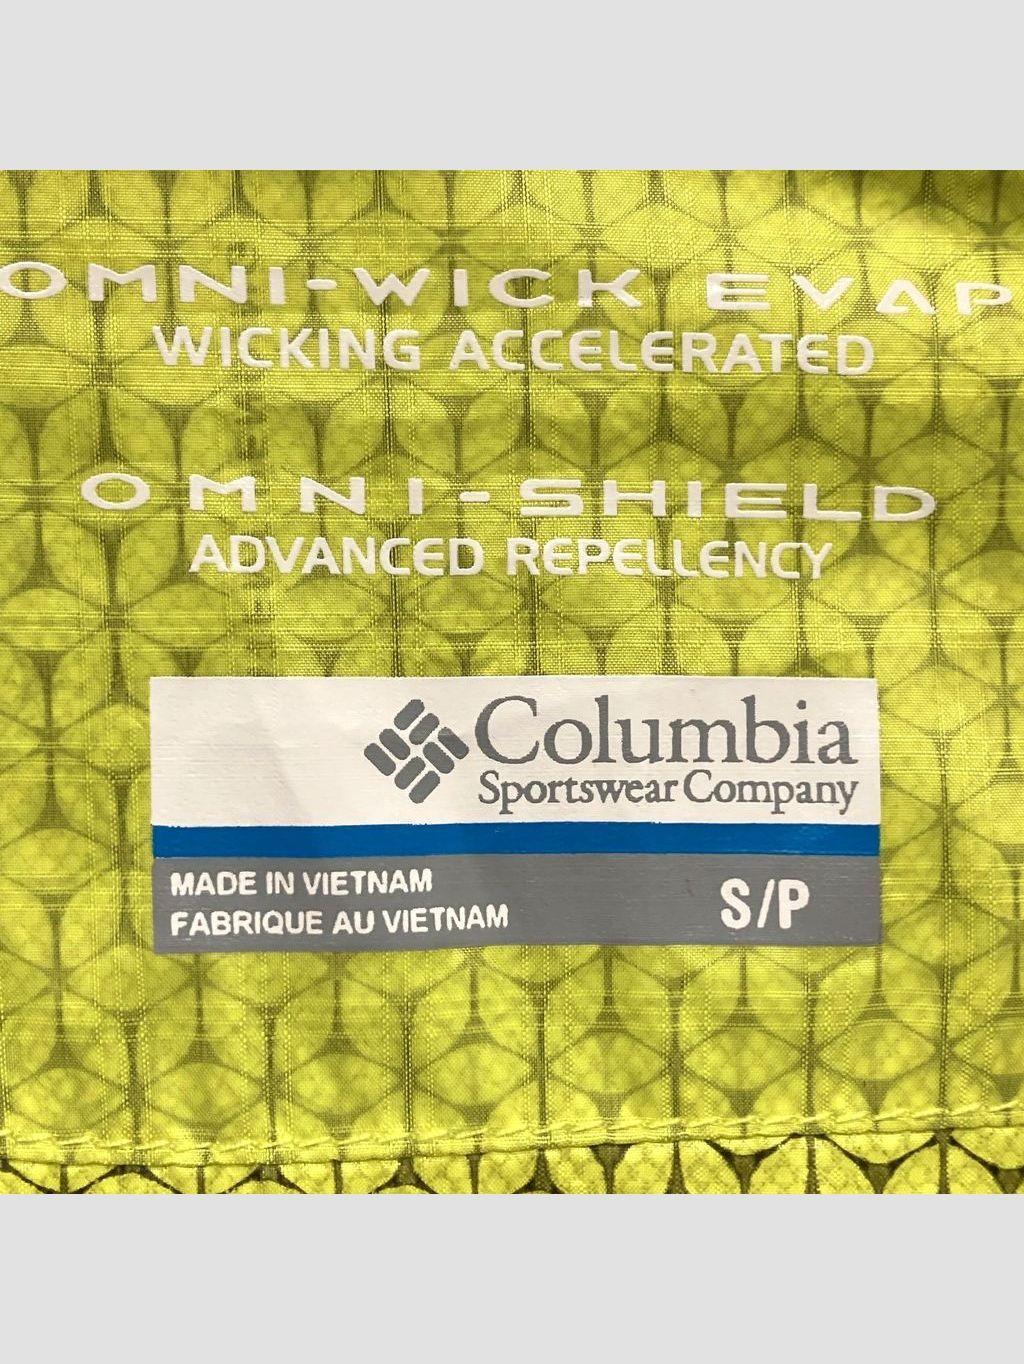 OMNI-WICK EVAP
WICKING ACCELERATED
OMNI-SHIELD
ADVANCED REPELLENCY
Columbia
Sportswear Company
MADE IN VIETNAM
FABRIQUE AU VIETNAM
S/P